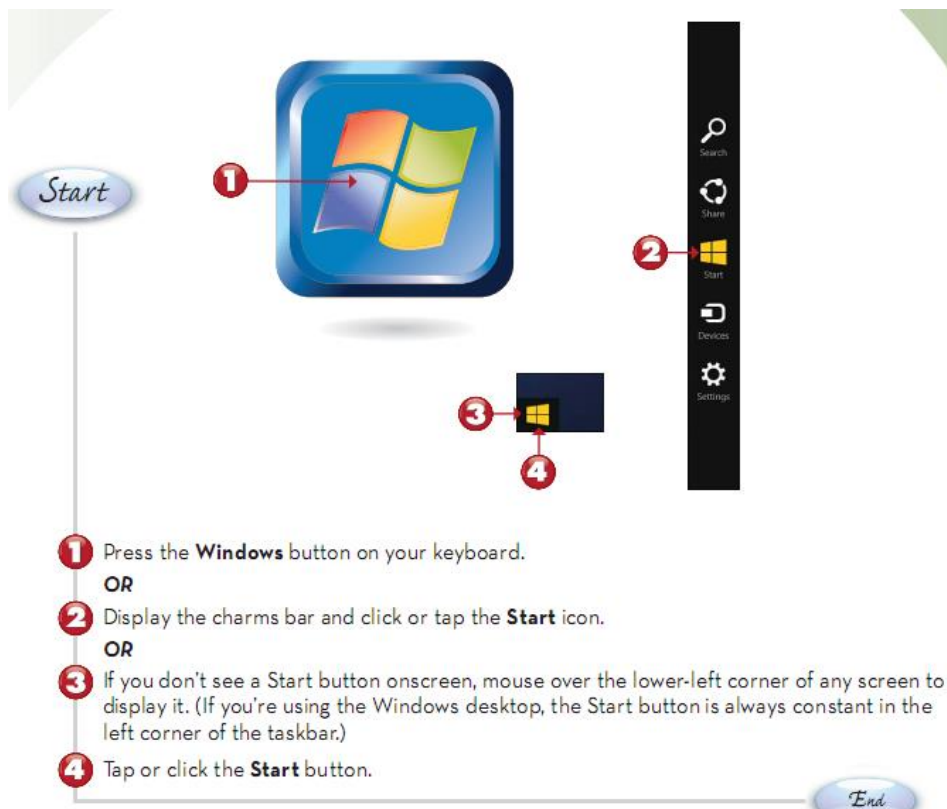 Search
Share
Start
1
2
Start
Devices
Settings
3
4
1 Press the Windows button on your keyboard.
OR
2 Display the charms bar and click or tap the Start icon.
OR
3 If you don't see a Start button onscreen, mouse over the lower-left corner of any screen to
display it. (If you're using the Windows desktop, the Start button is always constant in the
left corner of the taskbar.)
4 Tap or click the Start button.
End